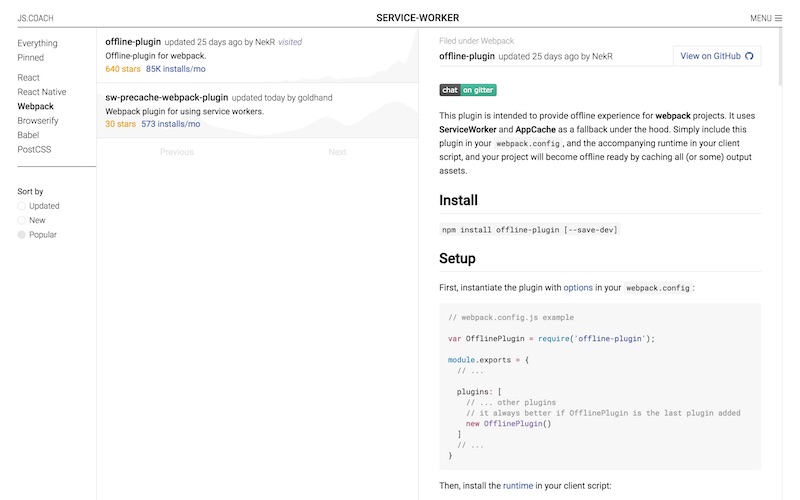 JS.COACH
SERVICE-WORKER
MENU
Everything
Pinned
React
React Native
Webpack
Browserify
Babel
PostCSS
Sort by
Updated
New
Popular
offline-plugin updated 25 days ago by NekR visited
Offline-plugin for webpack.
640 stars 85K installs/mo
sw-precache-webpack-plugin updated today by goldhand
Webpack plugin for using service workers.
30 stars 573 installs/mo
Previous Next
Filed under Webpack
offline-plugin updated 25 days ago by NekR
View on GitHub
chat on gitter
This plugin is intended to provide offline experience for webpack projects. It uses
ServiceWorker and AppCache as a fallback under the hood. Simply include this
plugin in your webpack.config, and the accompanying runtime in your client
script, and your project will become offline ready by caching all (or some) output
assets.
Install
npm install offline-plugin [--save-dev]
Setup
First, instantiate the plugin with options in your webpack.config:
// webpack.config.js example
var OfflinePlugin = require('offline-plugin');
module.exports = {
// ...
plugins: [
// ... other plugins
// it always better if OfflinePlugin is the last plugin added
new OfflinePlugin()
]
// ...
}
Then, install the runtime in your client script: